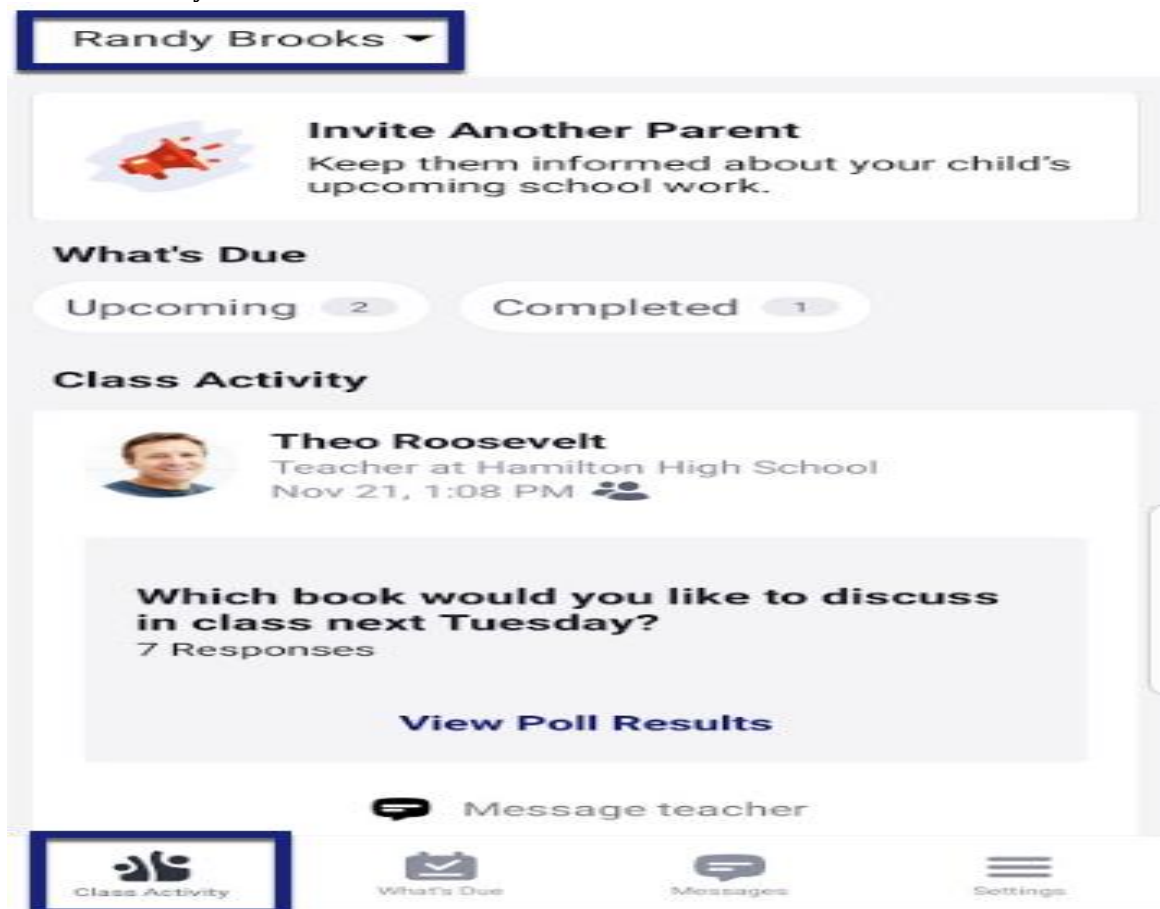 Randy Brooks
Invite Another Parent
Keep them informed about your child's
upcoming school work.
What's Due
Upcoming 2 Completed 1
Class Activity
Theo Roosevelt
Teacher at Hamilton High School
Nov 21, 1:08 PM
Which book would you like to discuss
in class next Tuesday?
7 Responses
View Poll Results
Message teacher
Class Activity What's Due Messages Settings